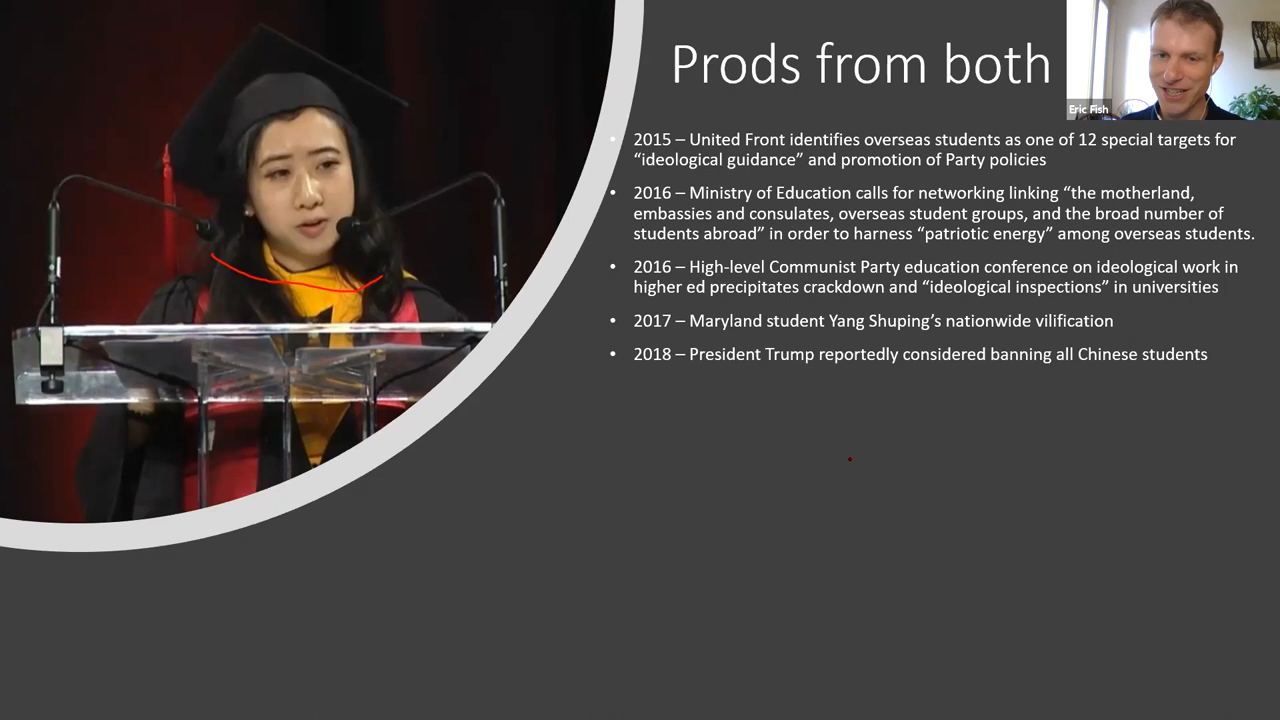 Prods from both
Eric Fish
• 2015 – United Front identifies overseas students as one of 12 special targets for
“ideological guidance” and promotion of Party policies
• 2016 – Ministry of Education calls for networking linking “the motherland,
embassies and consulates, overseas student groups, and the broad number of
students abroad” in order to harness “patriotic energy” among overseas students.
• 2016 – High-level Communist Party education conference on ideological work in
higher ed precipitates crackdown and “ideological inspections” in universities
• 2017 – Maryland student Yang Shuping’s nationwide vilification
• 2018 – President Trump reportedly considered banning all Chinese students